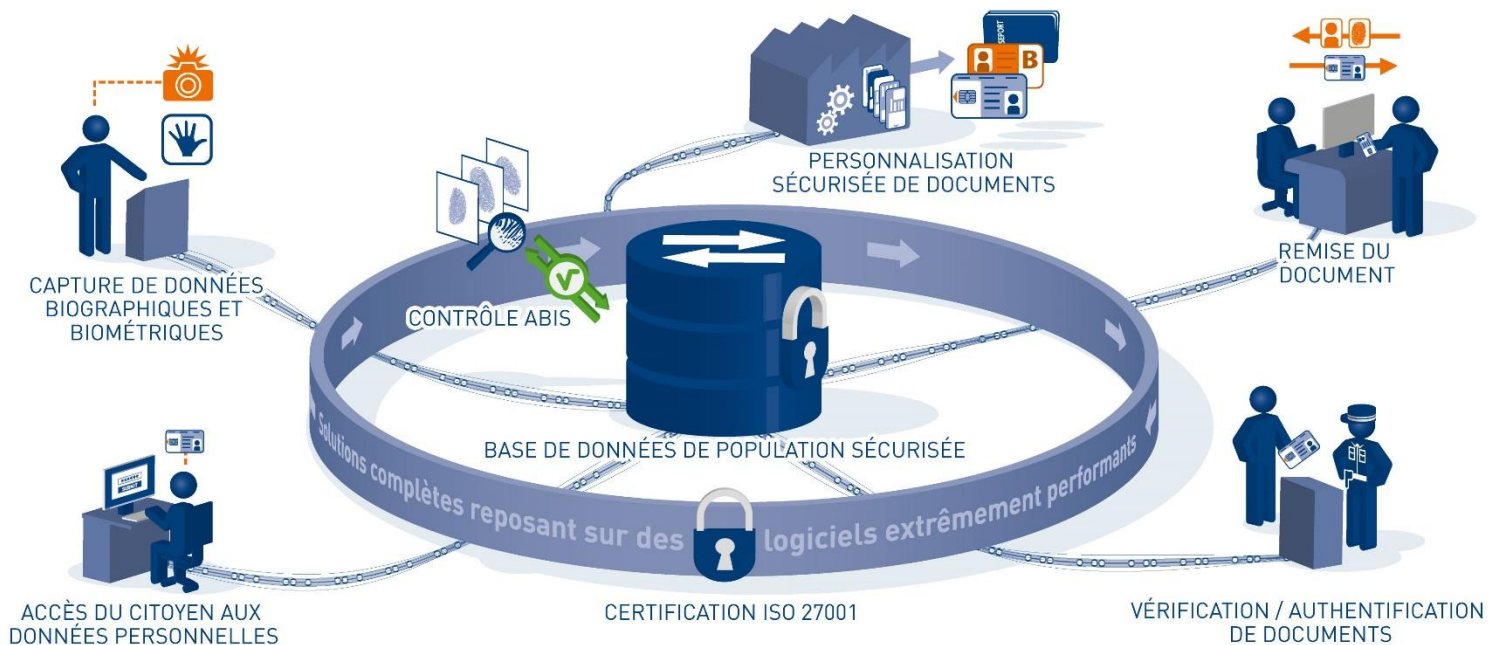 SEPORT
B
PERSONNALISATION
SÉCURISÉE DE DOCUMENTS
REMISE DU
DOCUMENT
CAPTURE DE DONNÉES
BIOGRAPHIQUES ET
BIOMÉTRIQUES
CONTRÔLE ABIS
BASE DE DONNÉES DE POPULATION SÉCURISÉE
Solutions complètes reposant sur des logiciels extrêmement performants
SUBMIT
ACCÈS DU CITOYEN AUX
DONNÉES PERSONNELLES
CERTIFICATION ISO 27001
VÉRIFICATION / AUTHENTIFICATION
DE DOCUMENTS